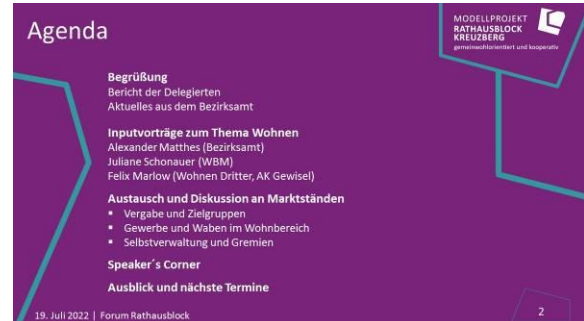 Agenda
MODELLPROJEKT
RATHAUSBLOCK
KREUZBERG
gemeinwohlorientiert und kooperativ
Begrüßung
Bericht der Delegierten
Aktuelles aus dem Bezirksamt
Inputvorträge zum Thema Wohnen
Alexander Matthes (Bezirksamt)
Juliane Schonauer (WBM)
Felix Marlow (Wohnen Dritter, AK Gewisel)
Austausch und Diskussion an Marktständen
▪ Vergabe und Zielgruppen
▪ Gewerbe und Waben im Wohnbereich
▪ Selbstverwaltung und Gremien
Speaker´s Corner
Ausblick und nächste Termine
19. Juli 2022 | Forum Rathausblock
2